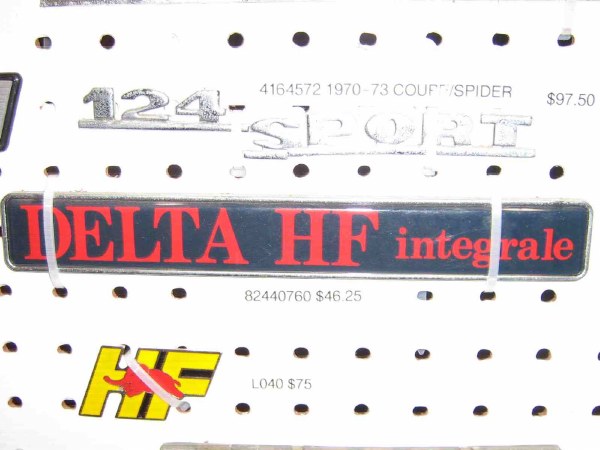 4164572 1970-73 COUPE/SPIDER $97.50
124 SPORT
DELTA HF integrale
82440760 $46.25
HF
L040 $75